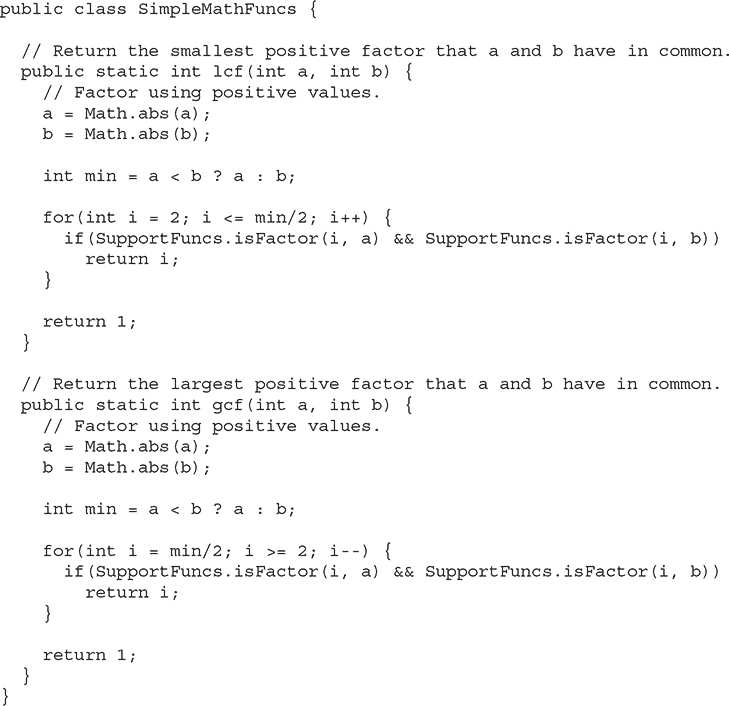 public class SimpleMathFuncs {
// Return the smallest positive factor that a and b have in common.
public static int lcf(int a, int b) {
// Factor using positive values.
a = Math.abs(a);
b = Math.abs(b);
int min = a < b ? a : b;
for(int i = 2; i <= min/2; i++) {
if(SupportFuncs.isFactor(i, a) && SupportFuncs.isFactor(i, b))
return i;
}
return 1;
}
// Return the largest positive factor that a and b have in common.
public static int gcf(int a, int b) {
// Factor using positive values.
a = Math.abs(a);
b = Math.abs(b);
int min = a < b ? a : b;
for(int i = min/2; i >= 2; i--) {
if(SupportFuncs.isFactor(i, a) && SupportFuncs.isFactor(i, b))
return i;
}
return 1;
}
}